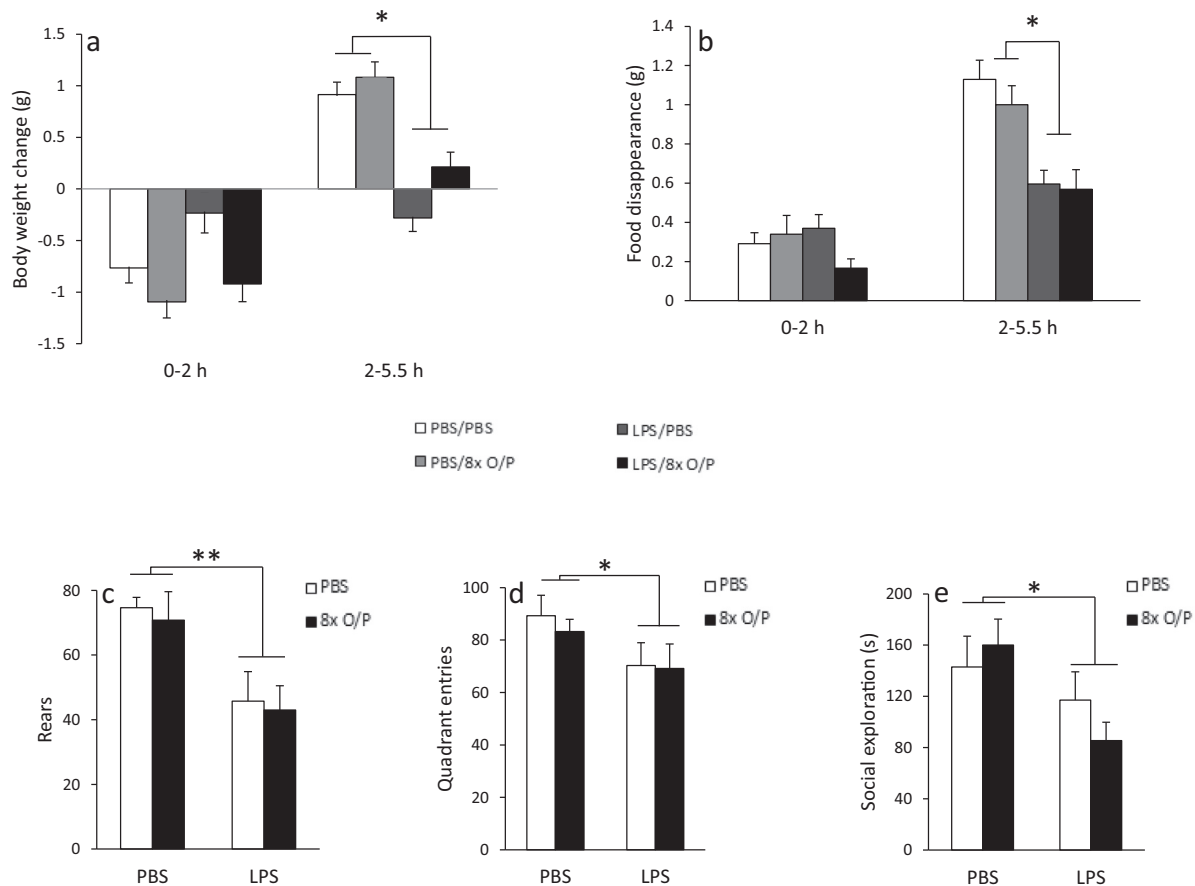 a
*
Body weight change (g)
1.5
1
0.5
0
-0.5
-1
-1.5
0-2 h
2-5.5 h
b
*
Food disappearance (g)
1.4
1.2
1
0.8
0.6
0.4
0.2
0
0-2 h
2-5.5 h
PBS/PBS
LPS/PBS
PBS/8x O/P
LPS/8x O/P
c
**
PBS
8x O/P
Rears
80
60
40
20
0
PBS
LPS
d
*
PBS
8x O/P
Quadrant entries
100
80
60
40
20
0
PBS
LPS
e
*
PBS
8x O/P
Social exploration (s)
200
160
120
80
40
0
PBS
LPS